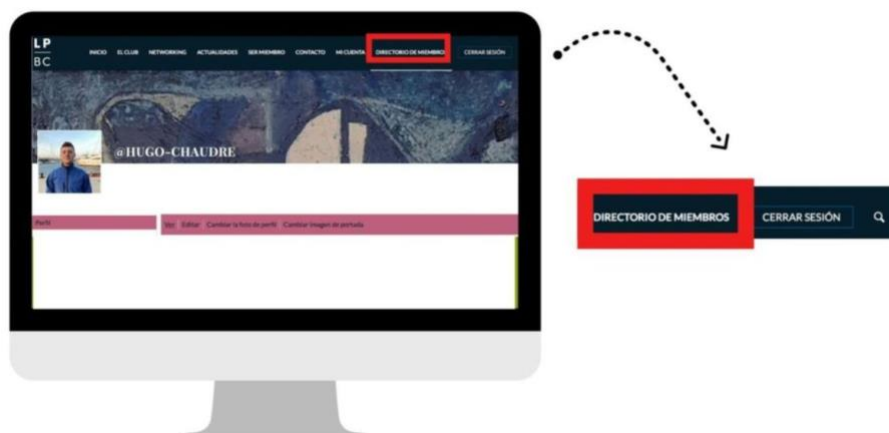 LP
BC
INICIO EL CLUB NETWORKING ACTUALIDADES SER MIEMBRO CONTACTO MI CUENTA DIRECTORIO DE MIEMBROS CERRAR SESIÓN
@HUGO-CHAUDRE
Perfil
Ver Editar Cambiar la foto de perfil Cambiar imagen de portada
DIRECTORIO DE MIEMBROS CERRAR SESIÓN